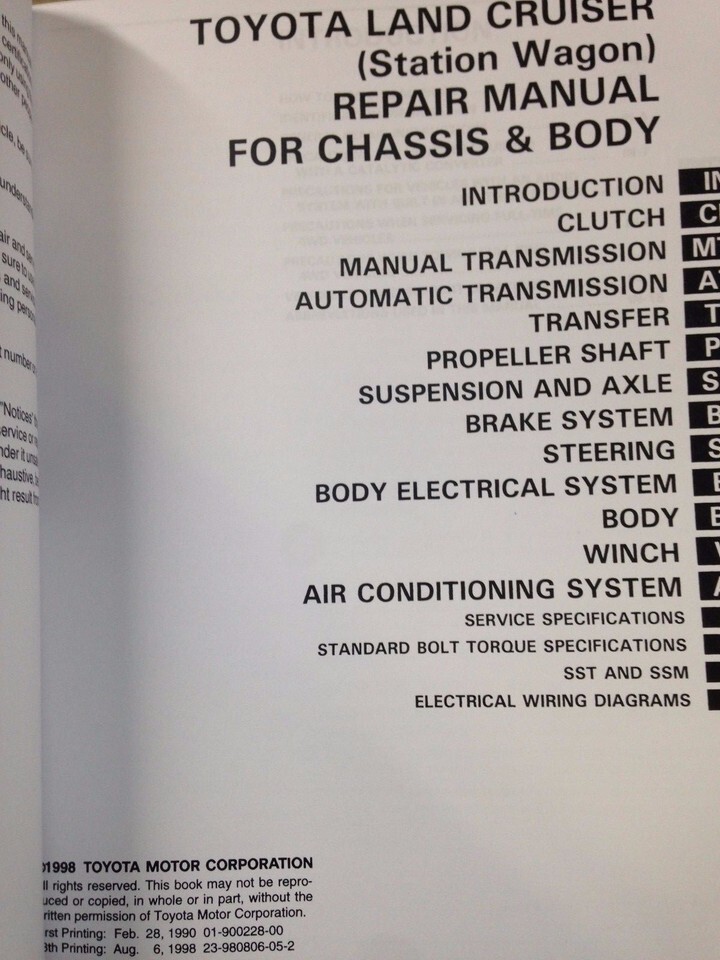 TOYOTA LAND CRUISER
(Station Wagon)
REPAIR MANUAL
FOR CHASSIS & BODY
INTRODUCTION IN
CLUTCH
MANUAL TRANSMISSION MT
AUTOMATIC TRANSMISSION
TRANSFER
PROPELLER SHAFT
SUSPENSION AND AXLE
BRAKE SYSTEM
STEERING
BODY ELECTRICAL SYSTEM
BODY
WINCH
AIR CONDITIONING SYSTEM
SERVICE SPECIFICATIONS
STANDARD BOLT TORQUE SPECIFICATIONS
SST AND SSM
ELECTRICAL WIRING DIAGRAMS
1998 TOYOTA MOTOR CORPORATION
ll rights reserved. This book may not be repro-
uced or copied, in whole or in part, without the
ritten permission of Toyota Motor Corporation.
rst Printing: Feb. 28, 1990 01-900228-00
8th Printing: Aug. 6, 1998 23-980806-05-2